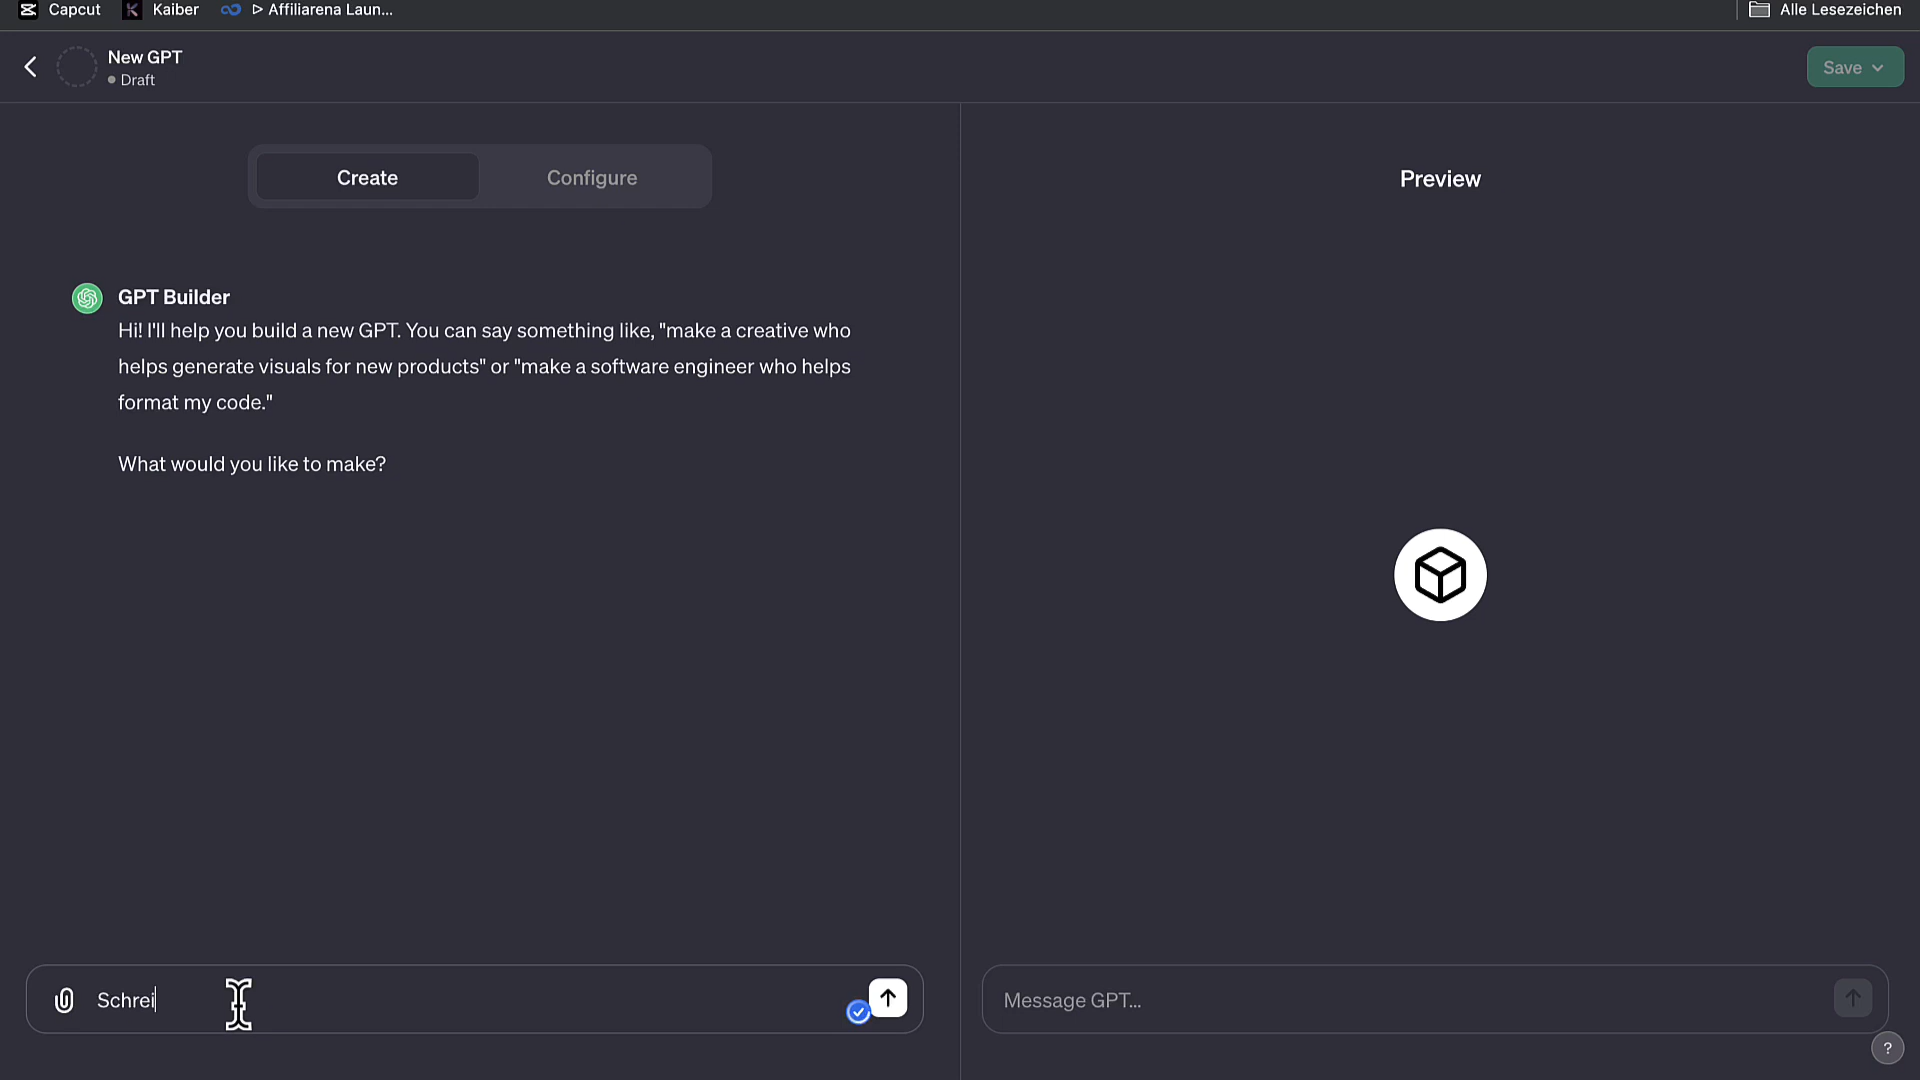 Capcut Kaiber ᐅ Affiliarena Laun... Alle Lesezeichen
New GPT
Draft
Save
Create Configure
Preview
GPT Builder
Hi! I'll help you build a new GPT. You can say something like, "make a creative who
helps generate visuals for new products" or "make a software engineer who helps
format my code."
What would you like to make?
Schrei
Message GPT...
?